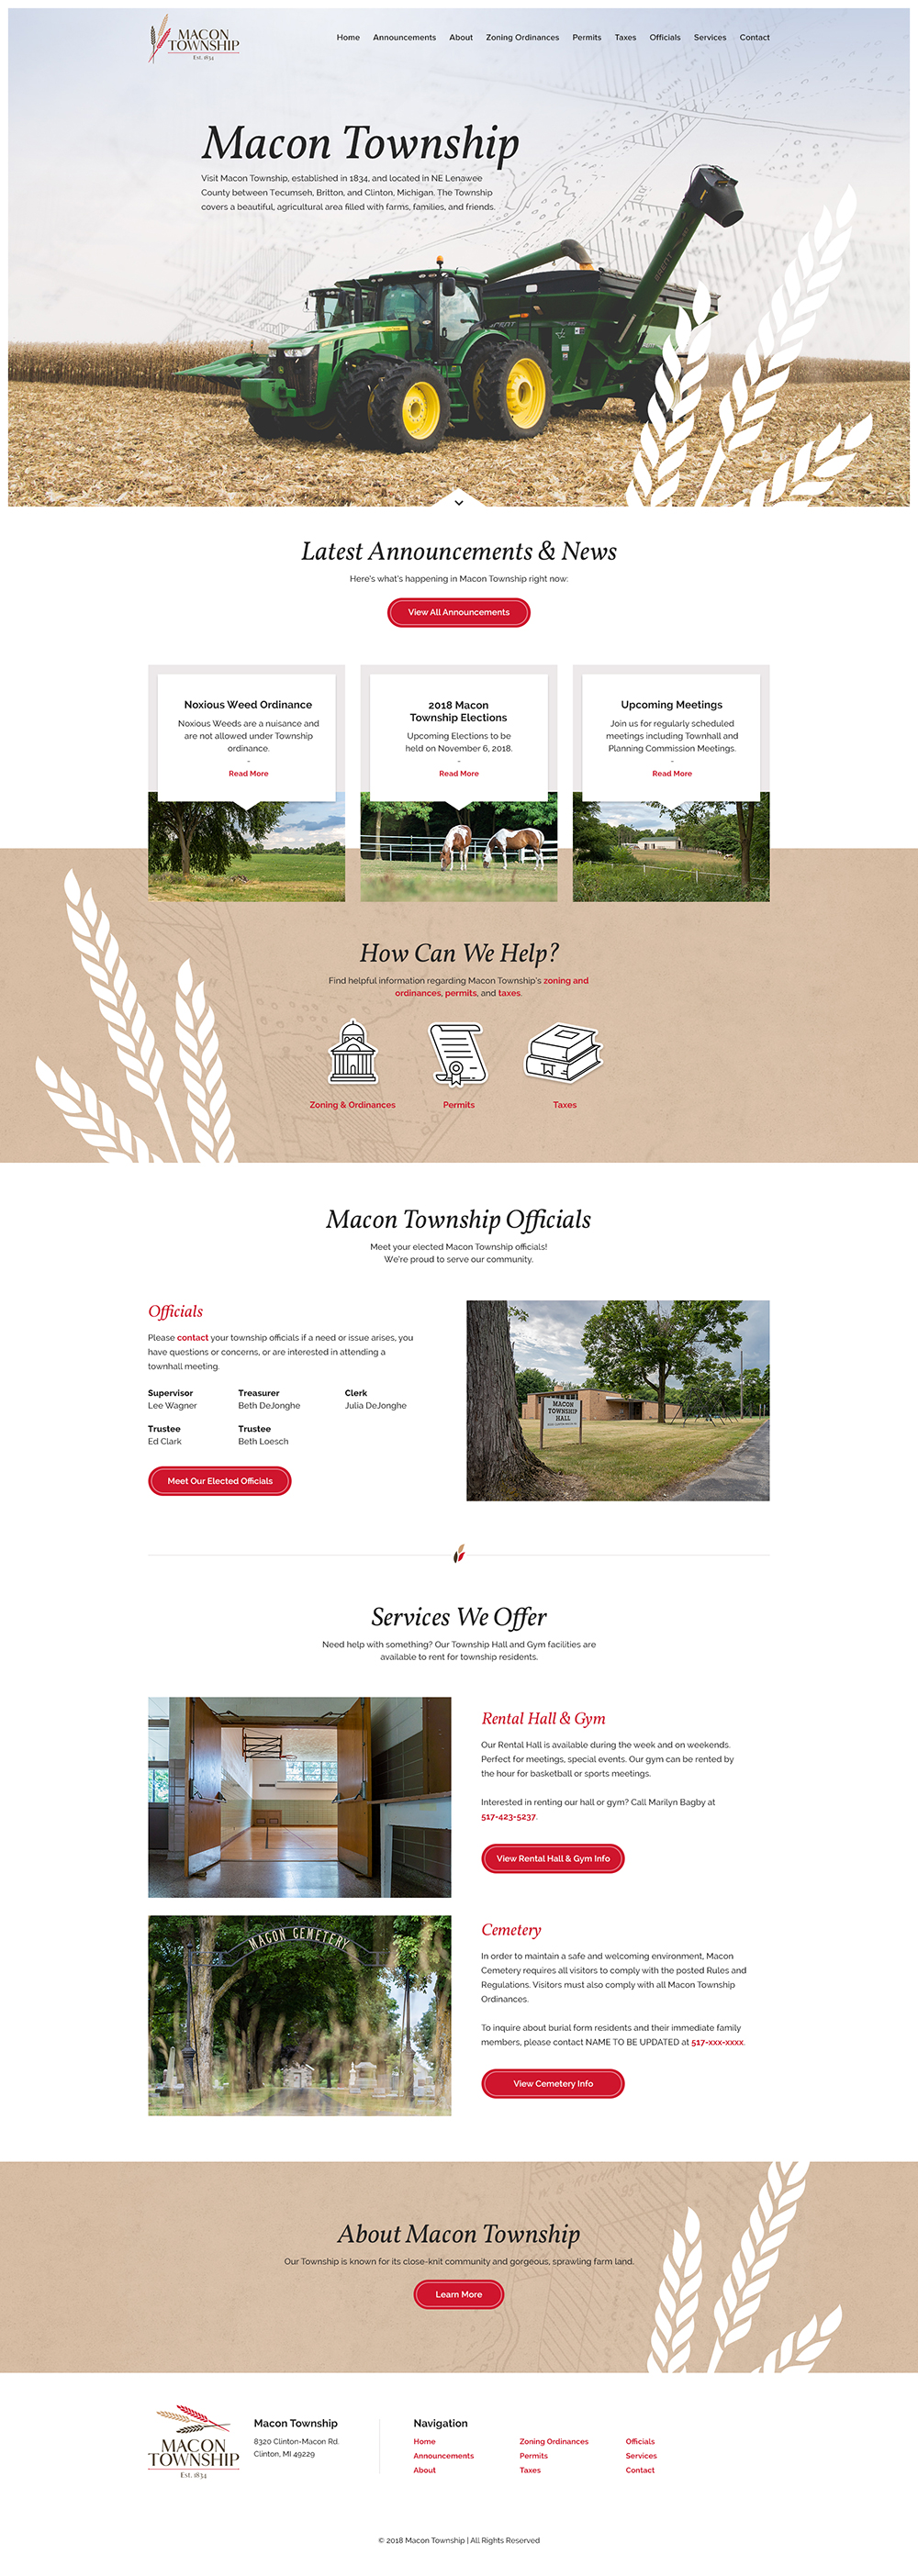 MACON
TOWNSHIP
Est. 1834
Home Announcements About Zoning Ordinances Permits Taxes Officials Services Contact
Macon Township
Visit Macon Township, established in 1834, and located in NE Lenawee
County between Tecumseh, Britton, and Clinton, Michigan. The Township
covers a beautiful, agricultural area filled with farms, families, and friends.
BRENT
Latest Announcements & News
Here's what's happening in Macon Township right now:
View All Announcements
Noxious Weed Ordinance
Noxious Weeds are a nuisance and
are not allowed under Township
ordinance.
-
Read More
2018 Macon
Township Elections
Upcoming Elections to be
held on November 6, 2018.
-
Read More
Upcoming Meetings
Join us for regularly scheduled
meetings including Townhall and
Planning Commission Meetings.
-
Read More
How Can We Help?
Find helpful information regarding Macon Township's zoning and
ordinances, permits, and taxes.
Zoning & Ordinances
Permits
Taxes
Macon Township Officials
Meet your elected Macon Township officials!
We're proud to serve our community.
Officials
Please contact your township officials if a need or issue arises, you
have questions or concerns, or are interested in attending a
townhall meeting.
Supervisor Treasurer Clerk
Lee Wagner Beth DeJonghe Julia DeJonghe
Trustee Trustee
Ed Clark Beth Loesch
Meet Our Elected Officials
MACON
TOWNSHIP
HALL
Services We Offer
Need help with something? Our Township Hall and Gym facilities are
available to rent for township residents.
Rental Hall & Gym
Our Rental Hall is available during the week and on weekends.
Perfect for meetings, special events. Our gym can be rented by
the hour for basketball or sports meetings.
Interested in renting our hall or gym? Call Marilyn Bagby at
517-423-5237.
View Rental Hall & Gym Info
MACON CEMETERY
Cemetery
In order to maintain a safe and welcoming environment, Macon
Cemetery requires all visitors to comply with the posted Rules and
Regulations. Visitors must also comply with all Macon Township
Ordinances.
To inquire about burial form residents and their immediate family
members, please contact NAME TO BE UPDATED at 517-xxx-xxxx.
View Cemetery Info
About Macon Township
Our Township is known for its close-knit community and gorgeous, sprawling farm land.
Learn More
MACON
TOWNSHIP
Est. 1834
Macon Township
8320 Clinton-Macon Rd.
Clinton, MI 49229
Navigation
Home Zoning Ordinances Officials
Announcements Permits Services
About Taxes Contact
© 2018 Macon Township | All Rights Reserved